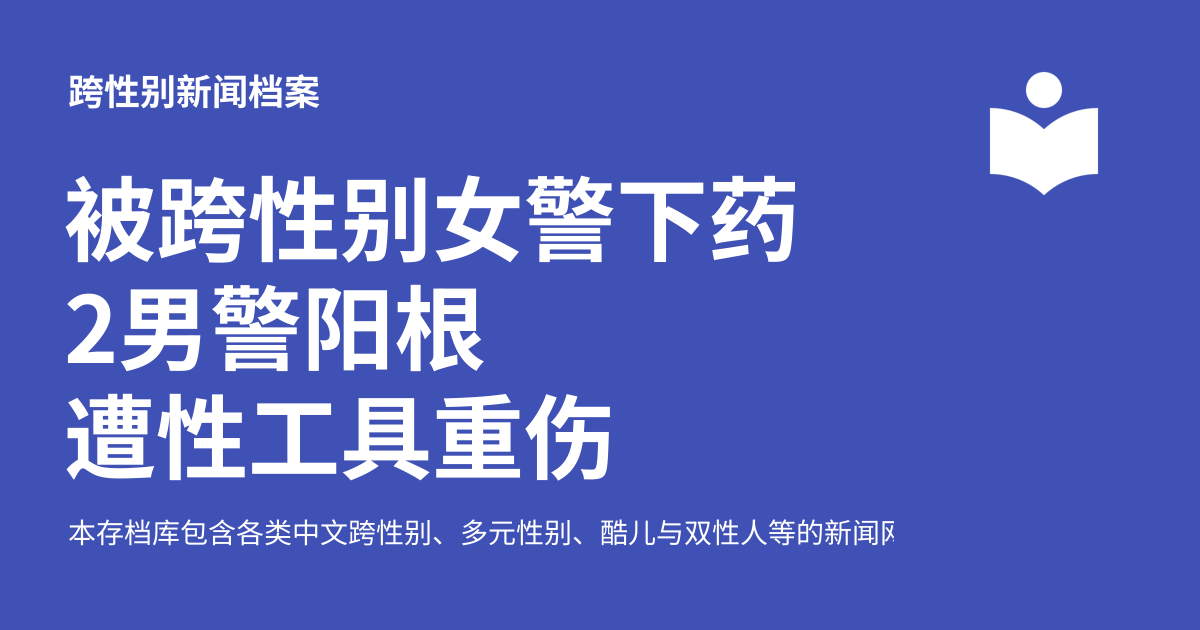 跨性别新闻档案
被跨性别女警下药
2男警阳根
遭性工具重伤
本存档库包含各类中文跨性别、多元性别、酷儿与双性人等的新闻